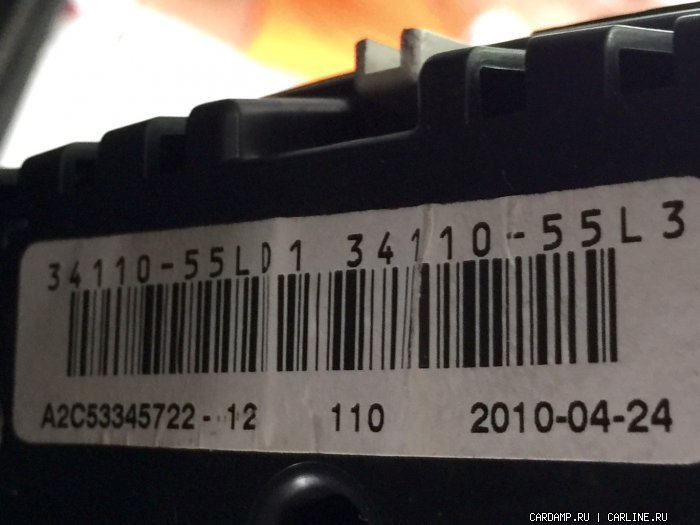 34110-55LD1 34110-55L3
A2C53345722-12 110 2010-04-24
CARDAMP.RU | CARLINE.RU